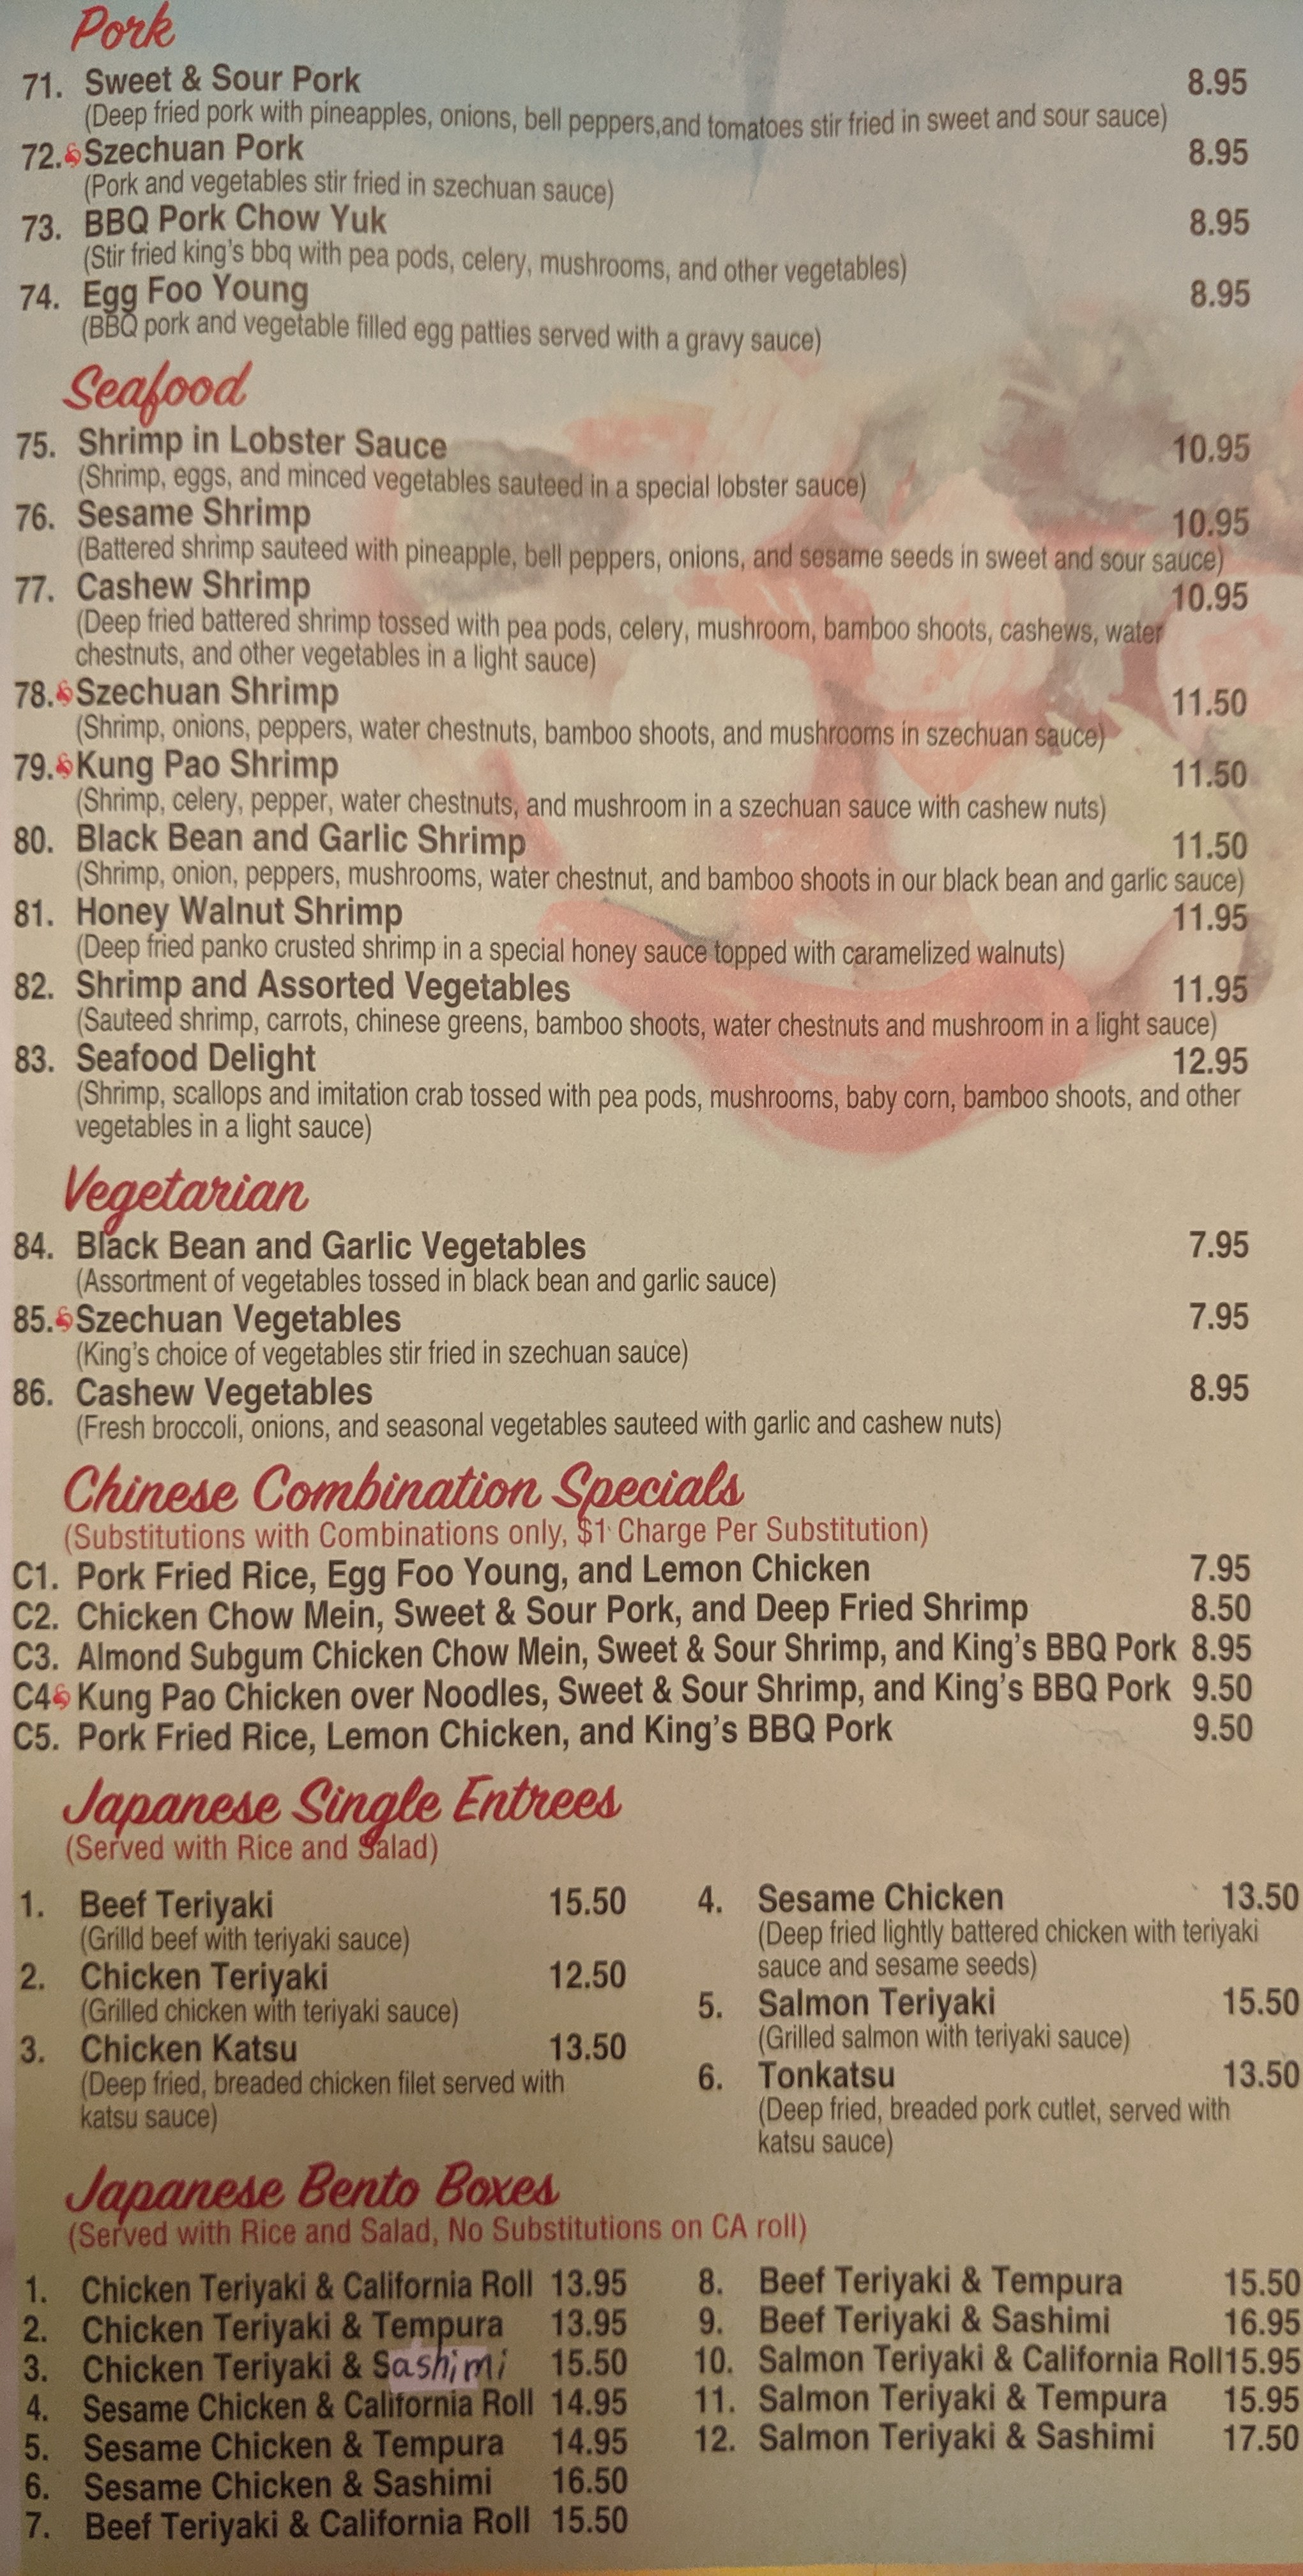 Pork
71. Sweet & Sour Pork 8.95
(Deep fried pork with pineapples, onions, bell peppers,and tomatoes stir fried in sweet and sour sauce)
72. Szechuan Pork 8.95
(Pork and vegetables stir fried in szechuan sauce)
73. BBQ Pork Chow Yuk 8.95
(Stir fried king's bbq with pea pods, celery, mushrooms, and other vegetables)
74. Egg Foo Young 8.95
(BBQ pork and vegetable filled egg patties served with a gravy sauce)
Seafood
75. Shrimp in Lobster Sauce 10.95
(Shrimp, eggs, and minced vegetables sauteed in a special lobster sauce)
76. Sesame Shrimp 10.95
(Battered shrimp sauteed with pineapple, bell peppers, onions, and sesame seeds in sweet and sour sauce)
77. Cashew Shrimp 10.95
(Deep fried battered shrimp tossed with pea pods, celery, mushroom, bamboo shoots, cashews, water
chestnuts, and other vegetables in a light sauce)
78. Szechuan Shrimp 11.50
(Shrimp, onions, peppers, water chestnuts, bamboo shoots, and mushrooms in szechuan sauce)
79. Kung Pao Shrimp 11.50
(Shrimp, celery, pepper, water chestnuts, and mushroom in a szechuan sauce with cashew nuts)
80. Black Bean and Garlic Shrimp 11.50
(Shrimp, onion, peppers, mushrooms, water chestnut, and bamboo shoots in our black bean and garlic sauce)
81. Honey Walnut Shrimp 11.95
(Deep fried panko crusted shrimp in a special honey sauce topped with caramelized walnuts)
82. Shrimp and Assorted Vegetables 11.95
(Sauteed shrimp, carrots, chinese greens, bamboo shoots, water chestnuts and mushroom in a light sauce)
83. Seafood Delight 12.95
(Shrimp, scallops and imitation crab tossed with pea pods, mushrooms, baby corn, bamboo shoots, and other
vegetables in a light sauce)
Vegetarian
84. Black Bean and Garlic Vegetables 7.95
(Assortment of vegetables tossed in black bean and garlic sauce)
85. Szechuan Vegetables 7.95
(King's choice of vegetables stir fried in szechuan sauce)
86. Cashew Vegetables 8.95
(Fresh broccoli, onions, and seasonal vegetables sauteed with garlic and cashew nuts)
Chinese Combination Specials
(Substitutions with Combinations only, $1 Charge Per Substitution)
C1. Pork Fried Rice, Egg Foo Young, and Lemon Chicken 7.95
C2. Chicken Chow Mein, Sweet & Sour Pork, and Deep Fried Shrimp 8.50
C3. Almond Subgum Chicken Chow Mein, Sweet & Sour Shrimp, and King's BBQ Pork 8.95
C4 Kung Pao Chicken over Noodles, Sweet & Sour Shrimp, and King's BBQ Pork 9.50
C5. Pork Fried Rice, Lemon Chicken, and King's BBQ Pork 9.50
Japanese Single Entrees
(Served with Rice and Salad)
1. Beef Teriyaki 15.50
(Grilld beef with teriyaki sauce)
2. Chicken Teriyaki 12.50
(Grilled chicken with teriyaki sauce)
3. Chicken Katsu 13.50
(Deep fried, breaded chicken filet served with
katsu sauce)
4. Sesame Chicken 13.50
(Deep fried lightly battered chicken with teriyaki
sauce and sesame seeds)
5. Salmon Teriyaki 15.50
(Grilled salmon with teriyaki sauce)
6. Tonkatsu 13.50
(Deep fried, breaded pork cutlet, served with
katsu sauce)
Japanese Bento Boxes
(Served with Rice and Salad, No Substitutions on CA roll)
1. Chicken Teriyaki & California Roll 13.95
2. Chicken Teriyaki & Tempura 13.95
3. Chicken Teriyaki & Sashimi 15.50
4. Sesame Chicken & California Roll 14.95
5. Sesame Chicken & Tempura 14.95
6. Sesame Chicken & Sashimi 16.50
7. Beef Teriyaki & California Roll 15.50
8. Beef Teriyaki & Tempura 15.50
9. Beef Teriyaki & Sashimi 16.95
10. Salmon Teriyaki & California Roll 15.95
11. Salmon Teriyaki & Tempura 15.95
12. Salmon Teriyaki & Sashimi 17.50